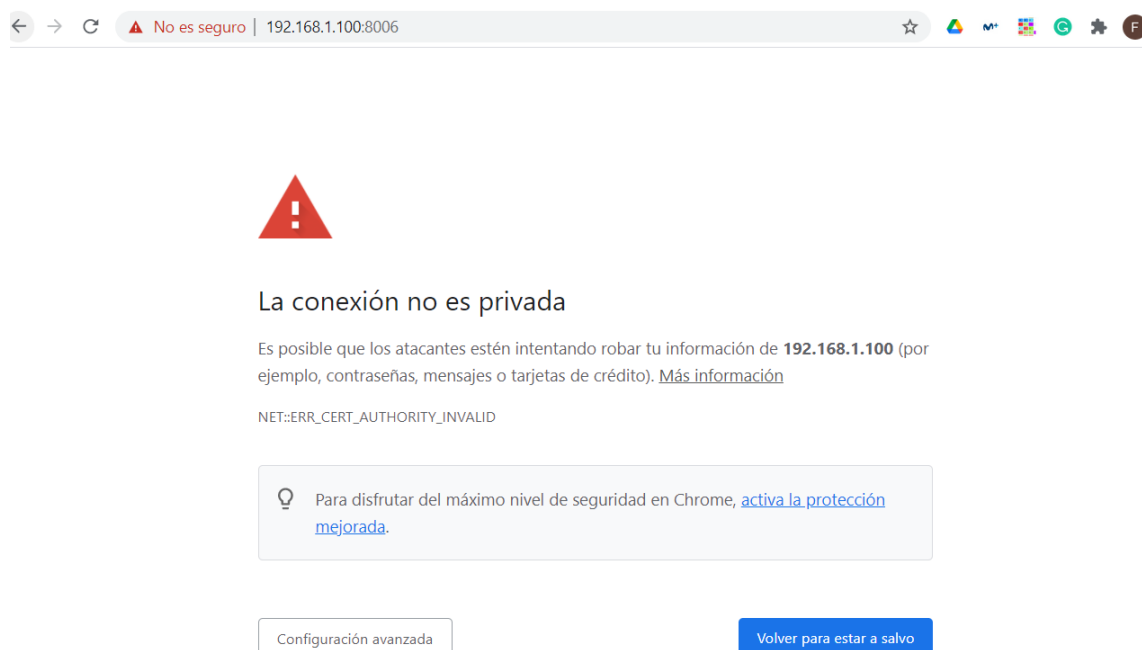 No es seguro | 192.168.1.100:8006
M+
G
F
La conexión no es privada
Es posible que los atacantes estén intentando robar tu información de 192.168.1.100 (por
ejemplo, contraseñas, mensajes o tarjetas de crédito). Más información
NET::ERR_CERT_AUTHORITY_INVALID
Para disfrutar del máximo nivel de seguridad en Chrome, activa la protección
mejorada.
Configuración avanzada
Volver para estar a salvo